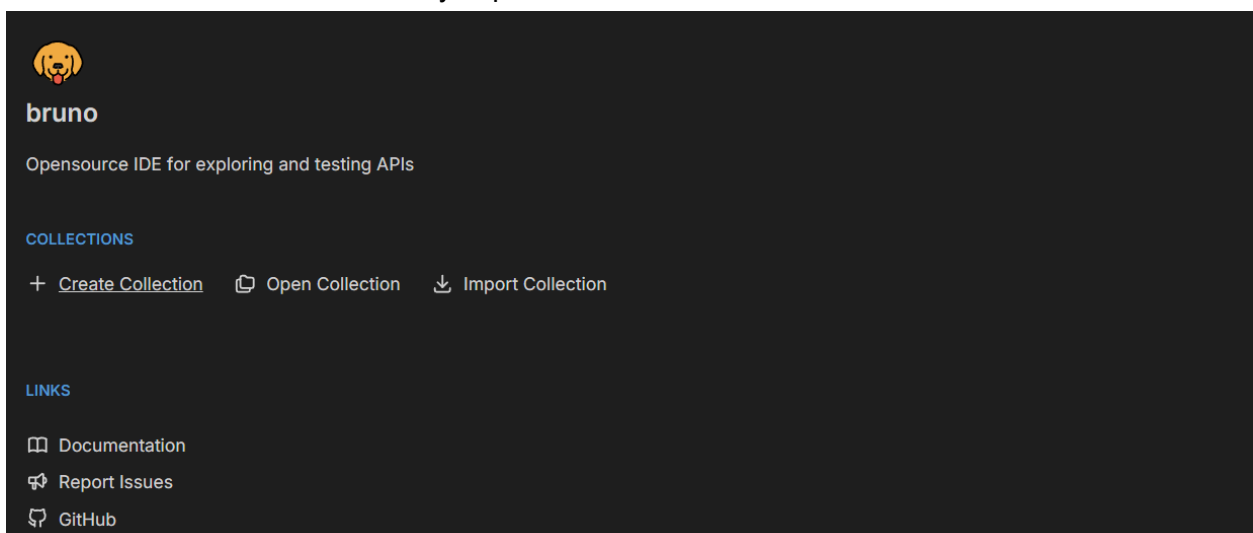 bruno
Opensource IDE for exploring and testing APIs
COLLECTIONS
+ Create Collection Open Collection Import Collection
LINKS
Documentation
Report Issues
GitHub